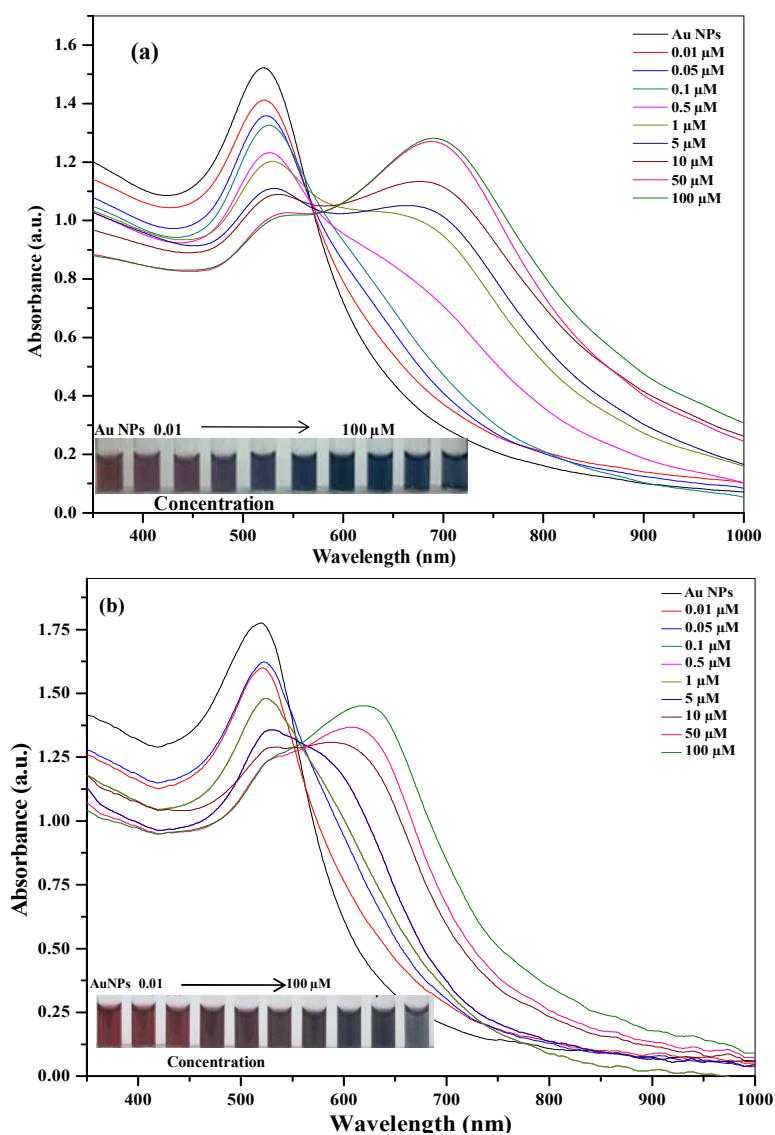 (a)
Au NPs
0.01 µM
0.05 µM
0.1 µM
0.5 µM
1 µM
5 µM
10 µM
50 µM
100 µM
1.6
1.4
1.2
1.0
0.8
0.6
0.4
0.2
0.0
Absorbance (a.u.)
Au NPs 0.01 100 µM
Concentration
400 500 600 700 800 900 1000
Wavelength (nm)
(b)
Au NPs
0.01 µM
0.05 µM
0.1 µM
0.5 µM
1 µM
5 µM
10 µM
50 µM
100 µM
1.75
1.50
1.25
1.00
0.75
0.50
0.25
0.00
Absorbance (a.u.)
AuNPs 0.01 100 µM
Concentration
400 500 600 700 800 900 1000
Wavelength (nm)